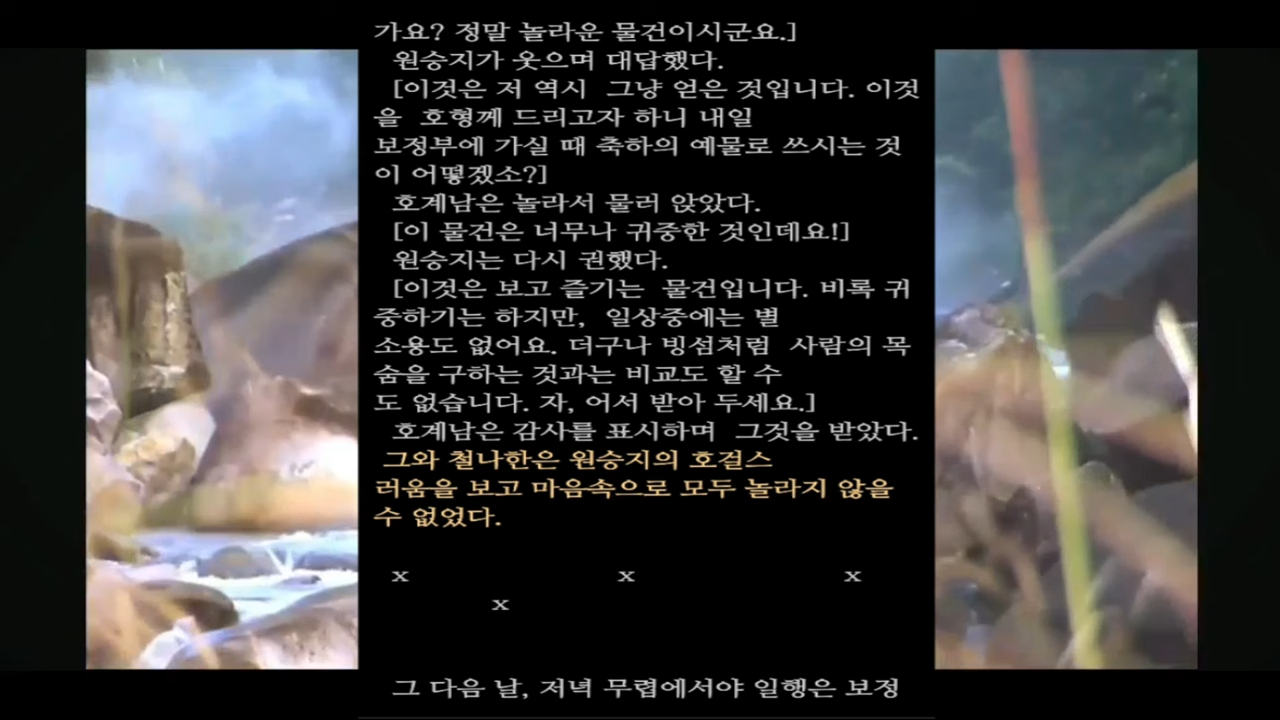 가요? 정말 놀라운 물건이시군요.]
원승지가 웃으며 대답했다.
[이것은 저 역시 그냥 얻은 것입니다. 이것
을 호형께 드리고자 하니 내일
보정부에 가실 때 축하의 예물로 쓰시는 것
이 어떻겠소?]
호계남은 놀라서 물러 앉았다.
[이 물건은 너무나 귀중한 것인데요!]
원승지는 다시 권했다.
[이것은 보고 즐기는 물건입니다. 비록 귀
중하기는 하지만, 일상중에는 별
소용도 없어요. 더구나 빙섬처럼 사람의 목
숨을 구하는 것과는 비교도 할 수
도 없습니다. 자, 어서 받아 두세요.]
호계남은 감사를 표시하며 그것을 받았다.
그와 철나한은 원승지의 호걸스
러움을 보고 마음속으로 모두 놀라지 않을
수 없었다.
x x x
x
그 다음 날, 저녁 무렵에서야 일행은 보정